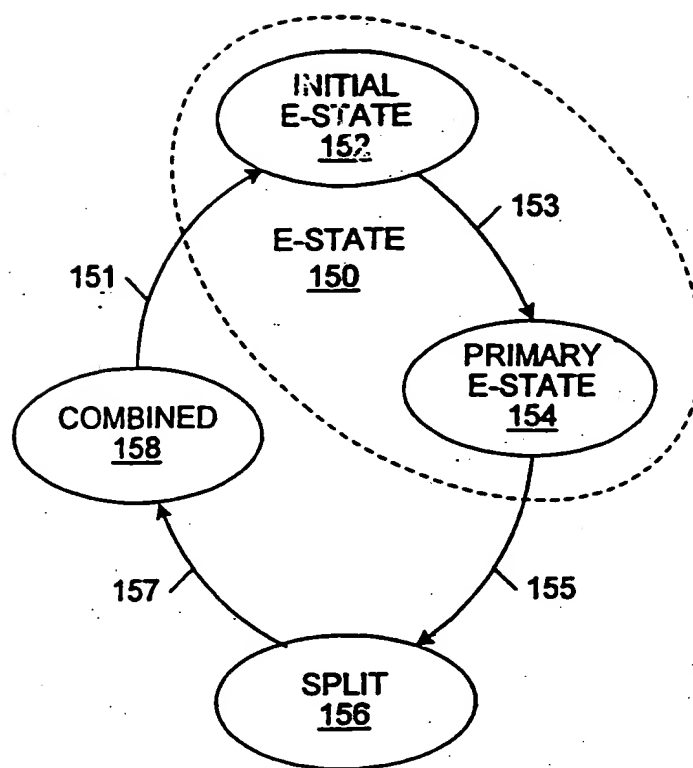 INITIAL
E-STATE
152
153
E-STATE
150
151
PRIMARY
E-STATE
154
COMBINED
158
157
155
SPLIT
156